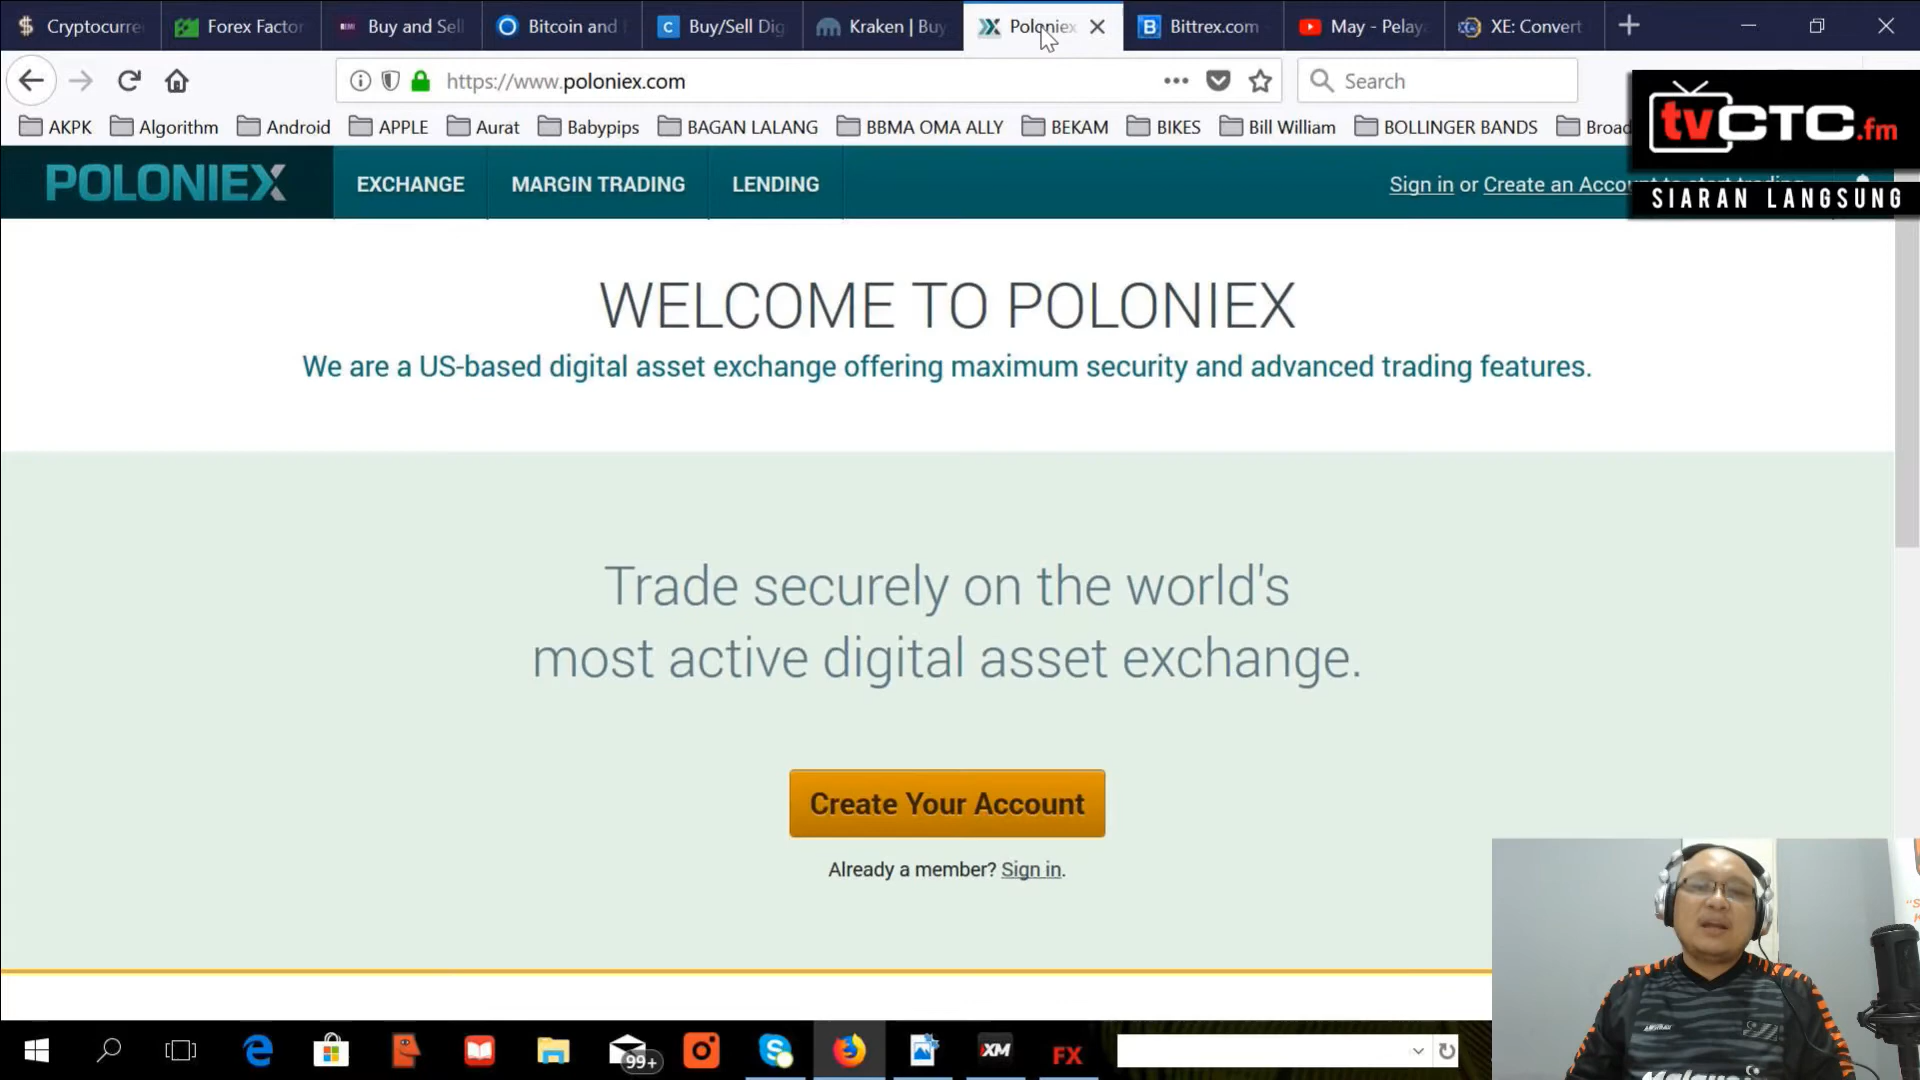 Cryptocurre
Forex Factor
Buy and Sell
Bitcoin and
Buy/Sell Dig
Kraken | Buy
Poloniex
Bittrex.com
May - Pelay
XE: Convert
https://www.poloniex.com
Search
AKPK
Algorithm
Android
APPLE
Aurat
Babypips
BAGAN LALANG
BBMA OMA ALLY
BEKAM
BIKES
Bill William
BOLLINGER BANDS
Broad
tvCTC.fm
SIARAN LANGSUNG
POLONIEX
EXCHANGE
MARGIN TRADING
LENDING
Sign in or Create an Accou
WELCOME TO POLONIEX
We are a US-based digital asset exchange offering maximum security and advanced trading features.
Trade securely on the world's
most active digital asset exchange.
Create Your Account
Already a member? Sign in.
99+
XM
FX